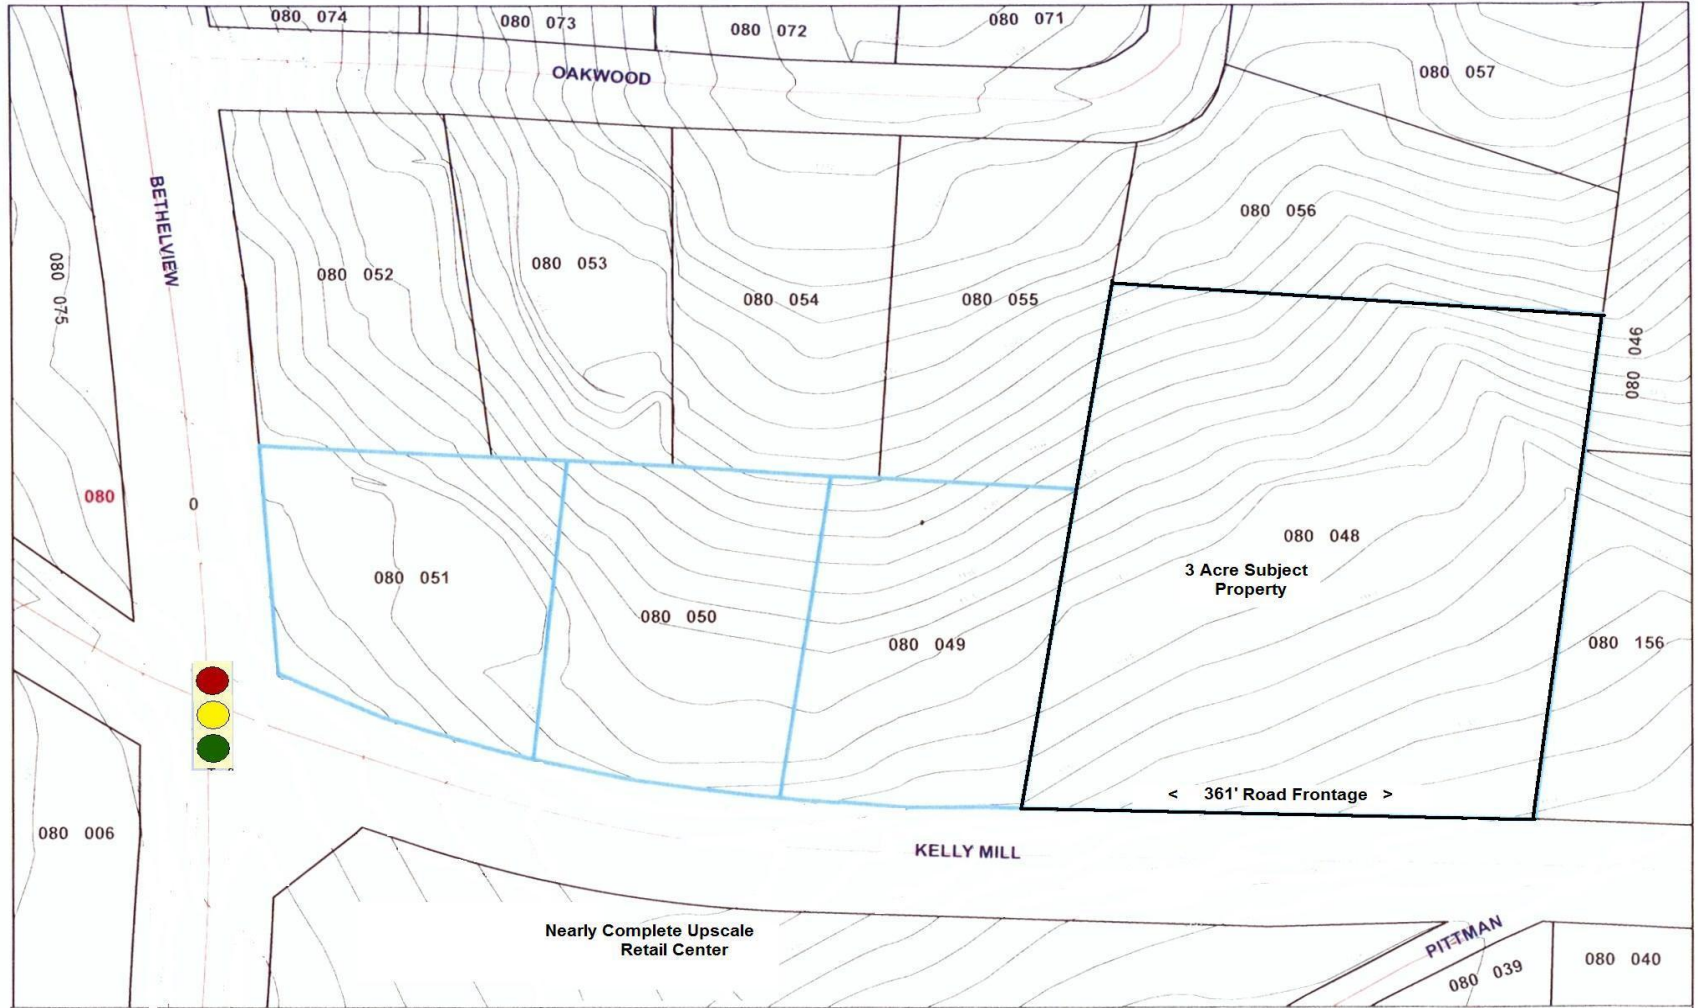 080 074
080 073
080 072
080 071
OAKWOOD
080 057
BETHELVIEW
080 056
080 075
080 052
080 053
080 054
080 055
080 046
080
0
080 048
3 Acre Subject
Property
080 051
080 050
080 049
080 156
< 361' Road Frontage >
080 006
KELLY MILL
Nearly Complete Upscale
Retail Center
PITTMAN
080 039
080 040